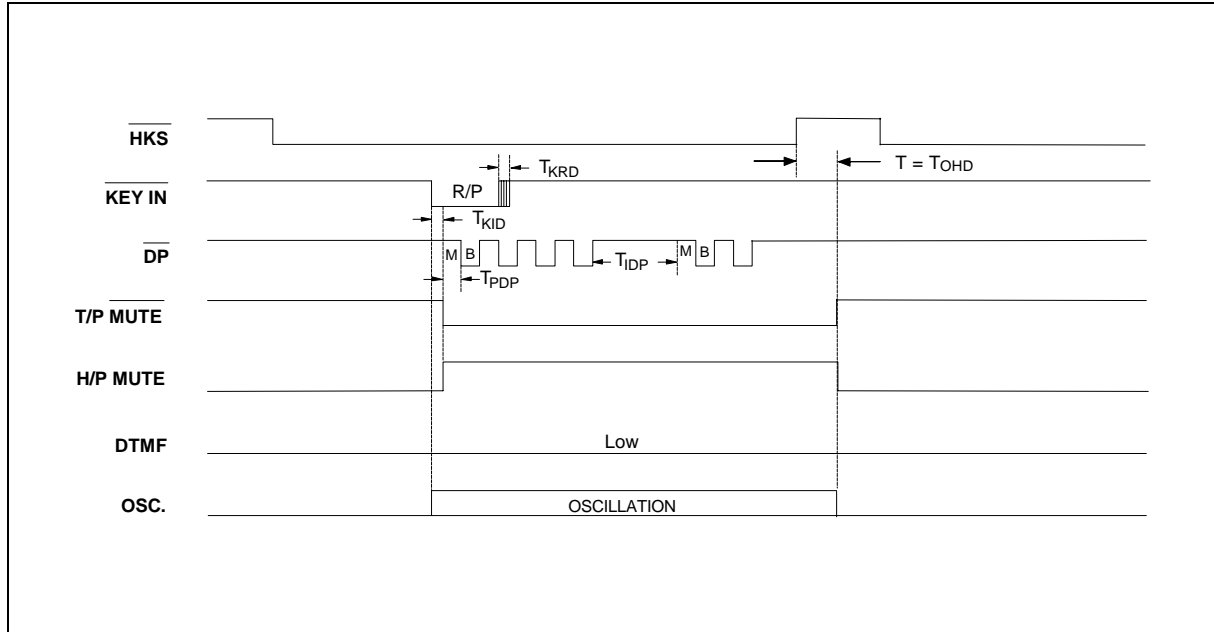 HKS
T = TOHD
TKRD
KEY IN
R/P
TKID
DP
M B
TIDP
M B
TPDP
T/P MUTE
H/P MUTE
DTMF
Low
OSC.
OSCILLATION